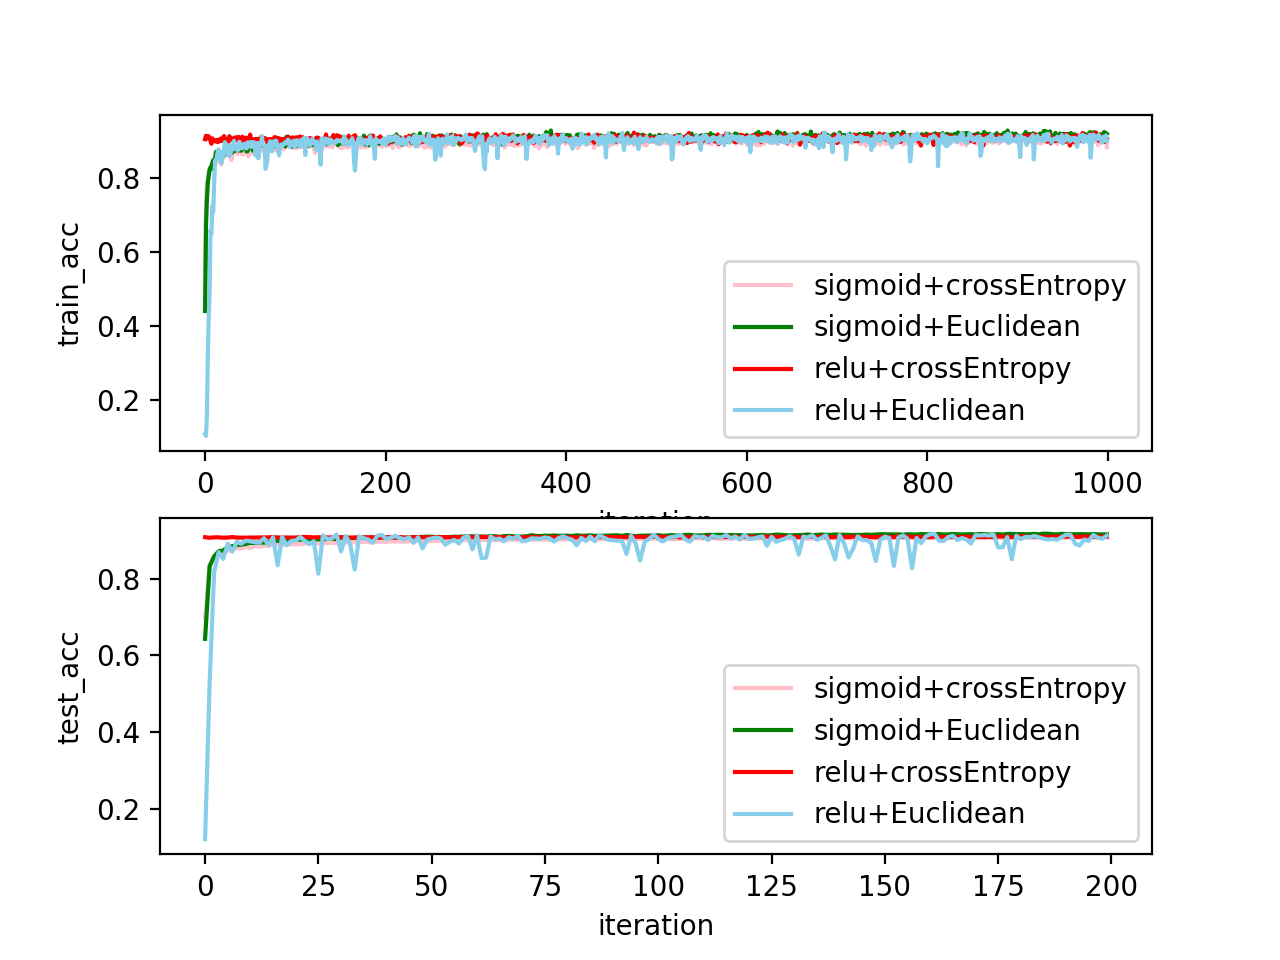 train_acc
0.8
0.6
0.4
0.2
sigmoid+crossEntropy
sigmoid+Euclidean
relu+crossEntropy
relu+Euclidean
0 200 400 600 800 1000
iteration
test_acc
0.8
0.6
0.4
0.2
sigmoid+crossEntropy
sigmoid+Euclidean
relu+crossEntropy
relu+Euclidean
0 25 50 75 100 125 150 175 200
iteration